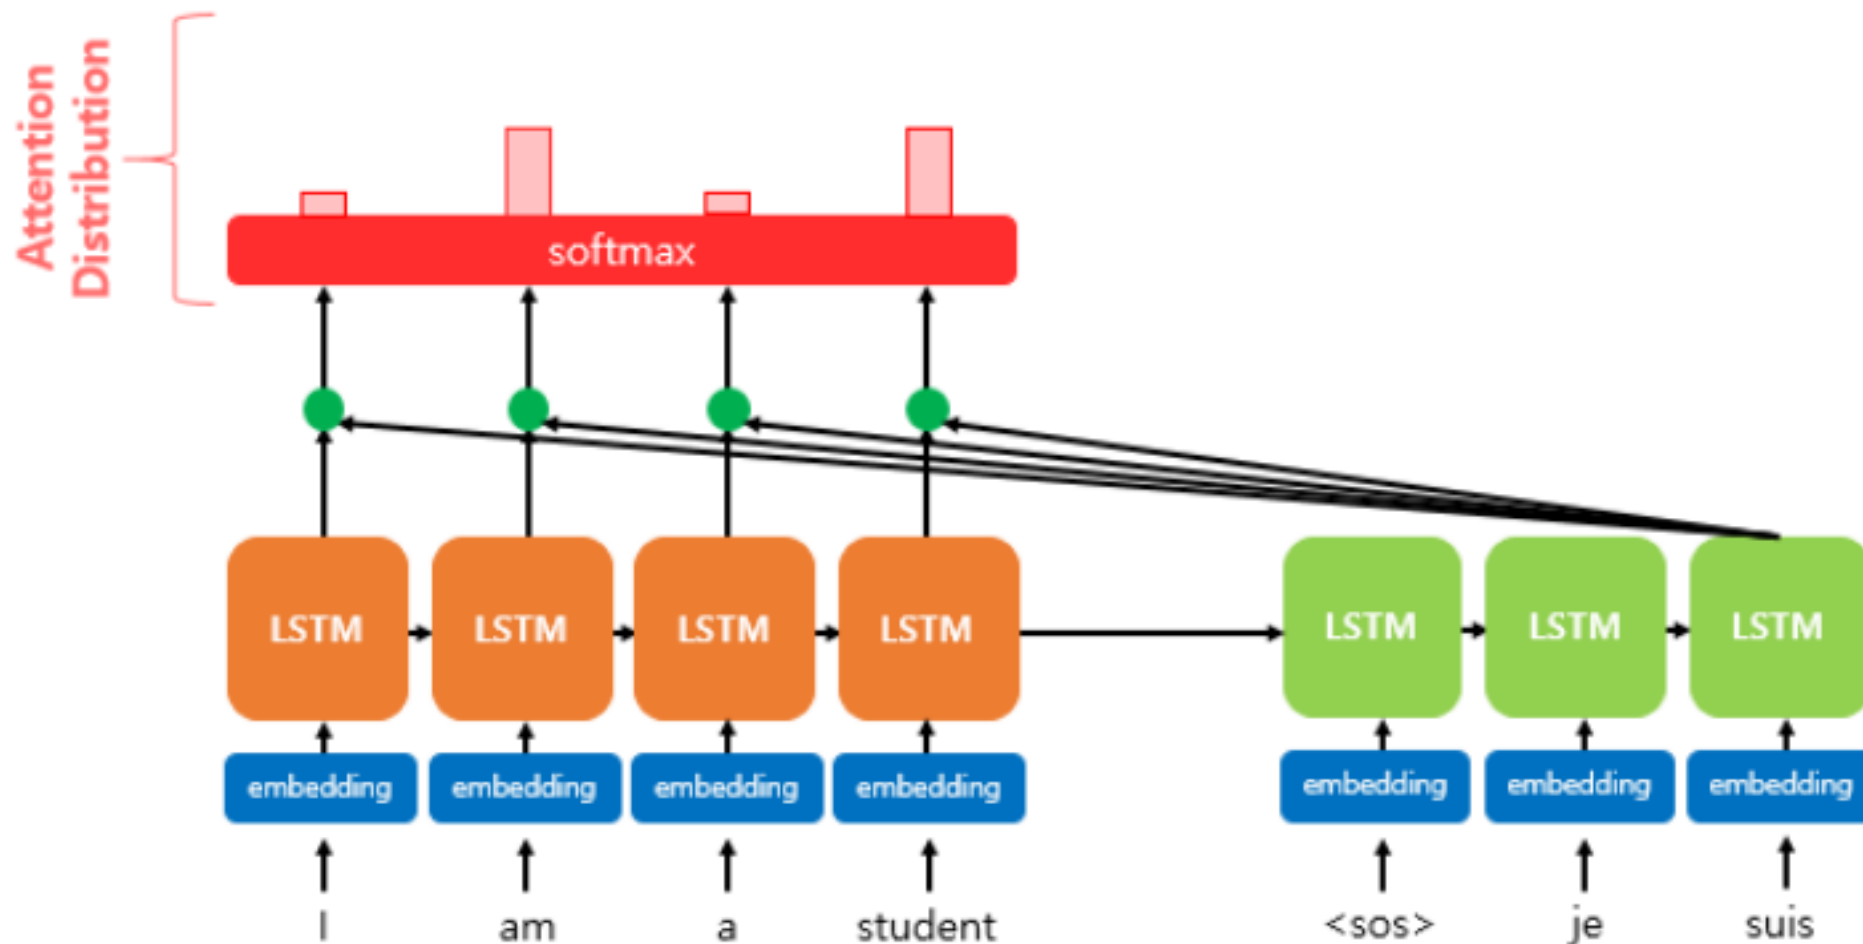 Attention
Distribution
softmax
LSTM LSTM LSTM LSTM LSTM LSTM LSTM
embedding embedding embedding embedding embedding embedding embedding
I am a student <sos> je suis